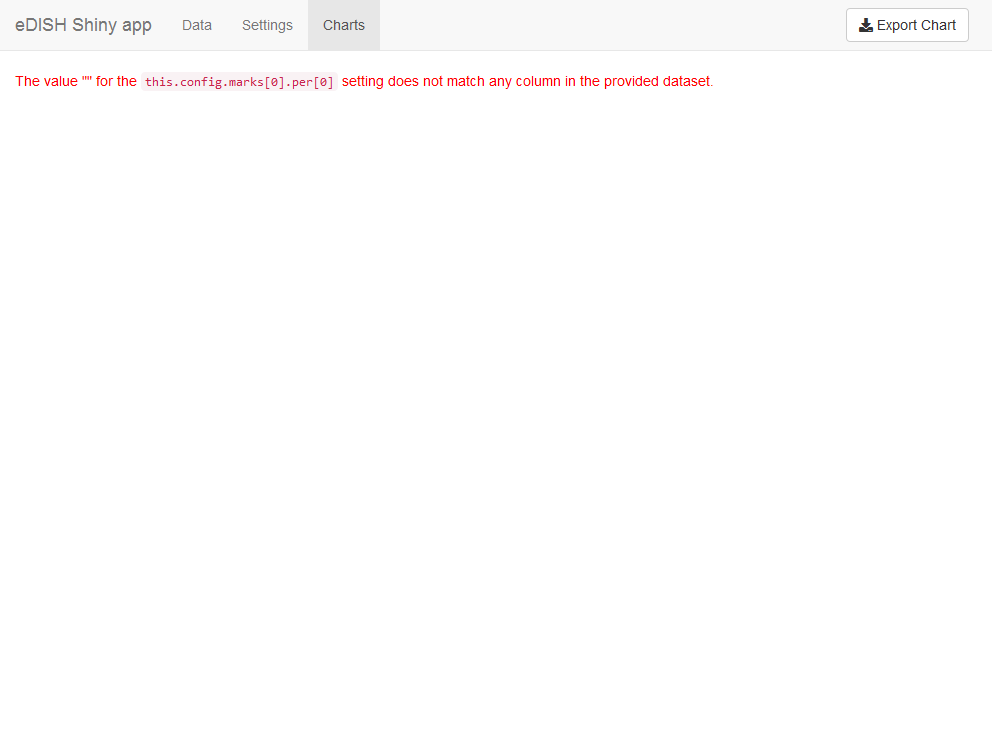 eDISH Shiny app Data Settings Charts Export Chart
The value "" for the this.config.marks[0].per[0] setting does not match any column in the provided dataset.